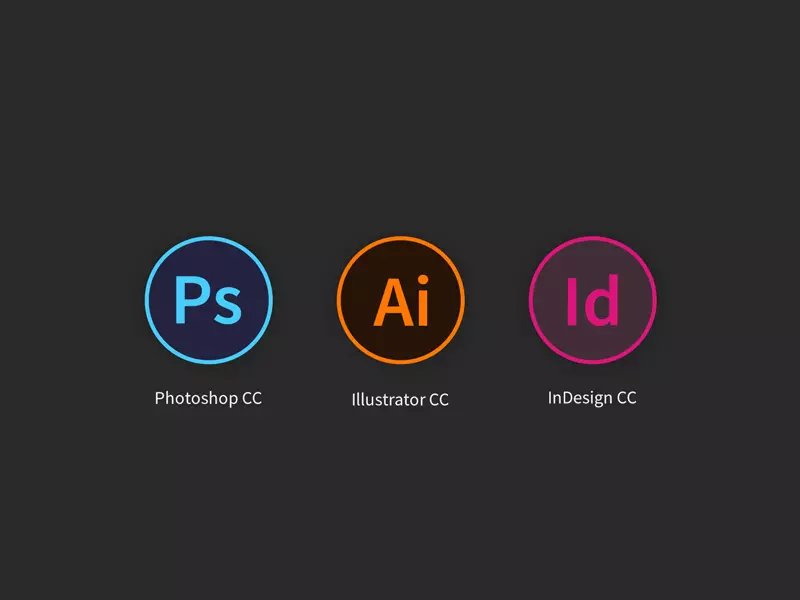 Ps
Ai
Id
Photoshop CC
Illustrator CC
InDesign CC